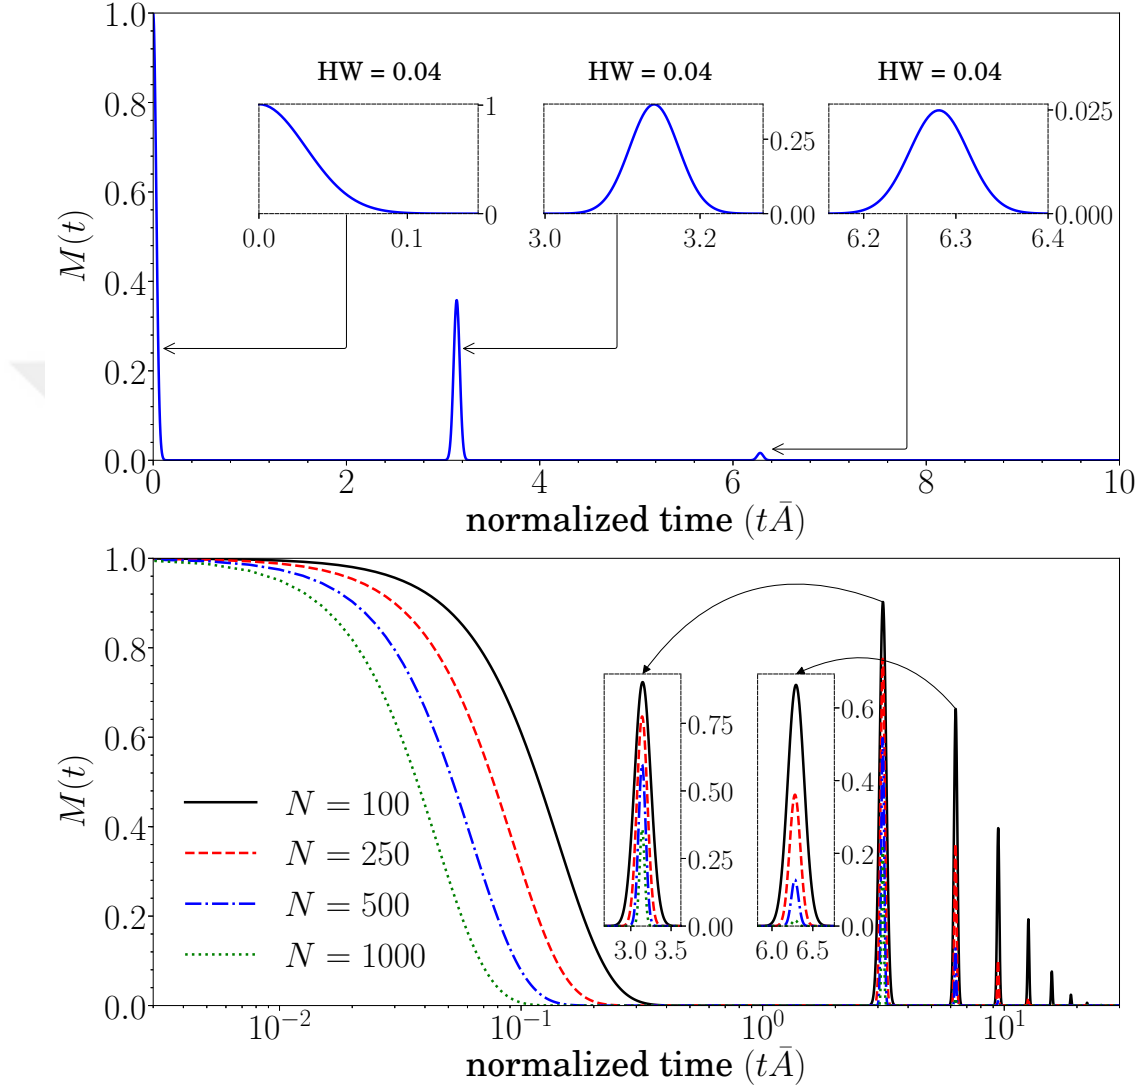 HW = 0.04 HW = 0.04 HW = 0.04
1 0.25 0.025
0 0.00 0.000
0.0 0.1 3.0 3.2 6.2 6.3 6.4
1.0
0.8
0.6
0.4
0.2
0.0
M(t)
0 2 4 6 8 10
normalized time (tĀ)
1.0
0.8
0.6
0.4
0.2
0.0
M(t)
N = 100
N = 250
N = 500
N = 1000
0.75
0.50
0.25
0.00
3.0 3.5
0.6
0.4
0.2
0.0
6.0 6.5
10⁻² 10⁻¹ 10⁰ 10¹
normalized time (tĀ)